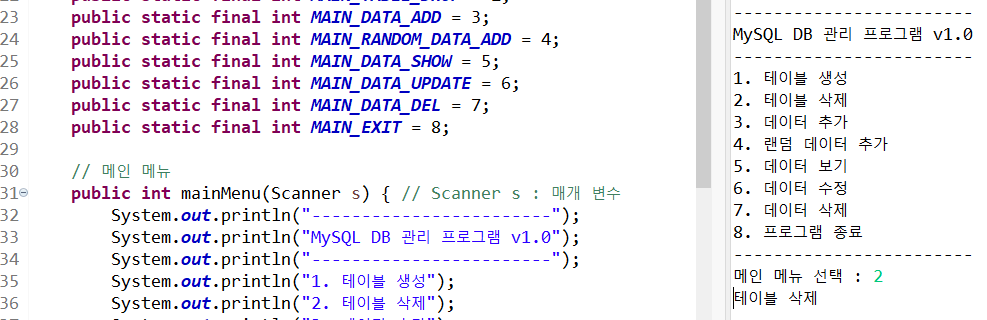 23 public static final int MAIN_DATA_ADD = 3;
24 public static final int MAIN_RANDOM_DATA_ADD = 4;
25 public static final int MAIN_DATA_SHOW = 5;
26 public static final int MAIN_DATA_UPDATE = 6;
27 public static final int MAIN_DATA_DEL = 7;
28 public static final int MAIN_EXIT = 8;
29
30 // 메인 메뉴
31 public int mainMenu(Scanner s) { // Scanner s : 매개 변수
32 System.out.println("------------------------");
33 System.out.println("MySQL DB 관리 프로그램 v1.0");
34 System.out.println("------------------------");
35 System.out.println("1. 테이블 생성");
36 System.out.println("2. 테이블 삭제");
------------------------
MySQL DB 관리 프로그램 v1.0
------------------------
1. 테이블 생성
2. 테이블 삭제
3. 데이터 추가
4. 랜덤 데이터 추가
5. 데이터 보기
6. 데이터 수정
7. 데이터 삭제
8. 프로그램 종료
------------------------
메인 메뉴 선택 : 2
테이블 삭제